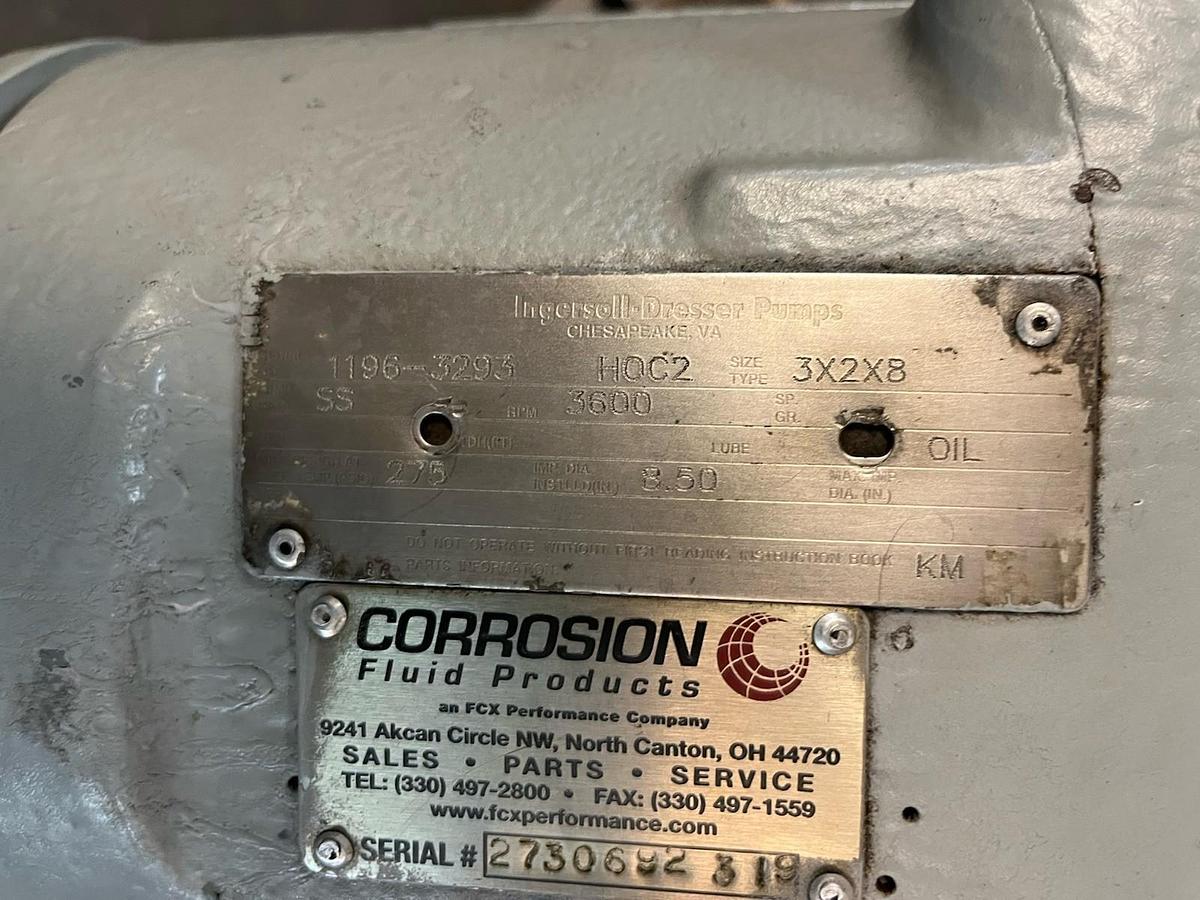 Ingersoll-Dresser Pumps
CHESAPEAKE, VA
1196-3293 HOC2 SIZE TYPE 3X2X8
SS RPM 3600 SP. GR.
LUBE OIL
275 IMP. DIA. INSTLLD(IN.) 8.50 MAX. IMP. DIA. (IN.)
DO NOT OPERATE WITHOUT FIRST READING INSTRUCTION BOOK KM
PARTS INFORMATION
CORROSION
Fluid Products
an FCX Performance Company
9241 Akcan Circle NW, North Canton, OH 44720
SALES • PARTS • SERVICE
TEL: (330) 497-2800 • FAX: (330) 497-1559
www.fcxperformance.com
SERIAL # 2730692 319